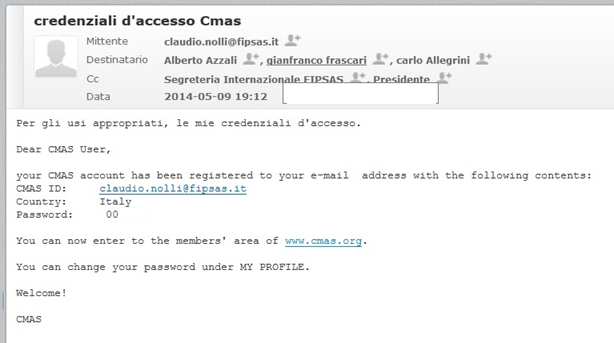 credenziali d'accesso Cmas
Mittente claudio.nolli@fipsas.it
Destinatario Alberto Azzali , gianfranco frascari , carlo Allegrini
Cc Segreteria Internazionale FIPSAS , Presidente
Data 2014-05-09 19:12
Per gli usi appropriati, le mie credenziali d'accesso.
Dear CMAS User,
your CMAS account has been registered to your e-mail address with the following contents:
CMAS ID: claudio.nolli@fipsas.it
Country: Italy
Password: 00
You can now enter to the members' area of www.cmas.org.
You can change your password under MY PROFILE.
Welcome!
CMAS